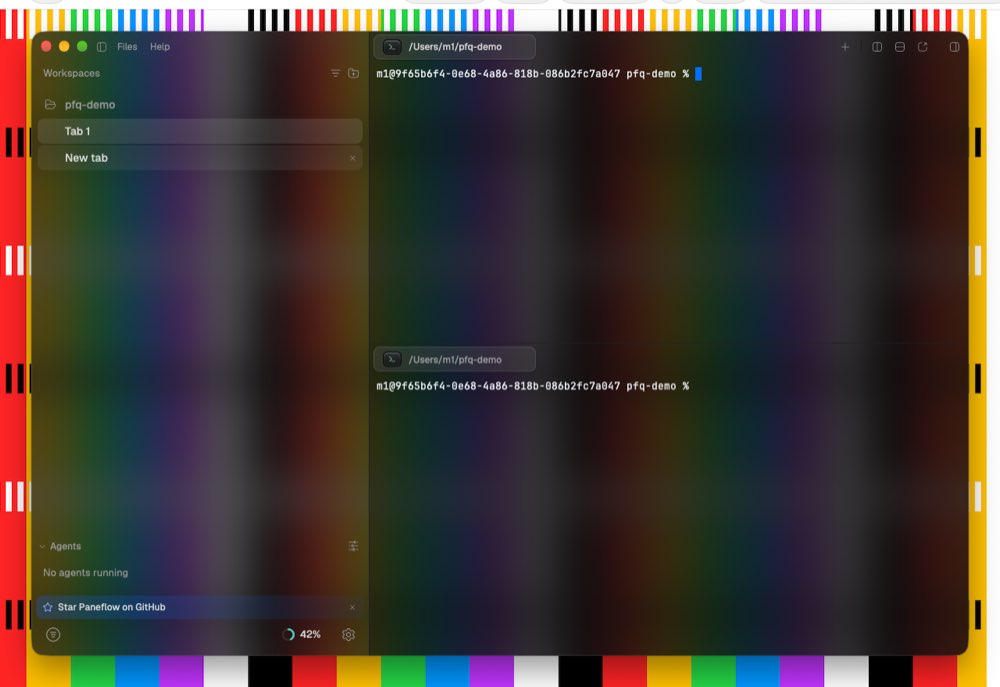 Files Help
Workspaces
pfq-demo
Tab 1
New tab
Agents
No agents running
Star Paneflow on GitHub
42%
/Users/m1/pfq-demo
m1@9f65b6f4-0e68-4a86-818b-086b2fc7a047 pfq-demo %
/Users/m1/pfq-demo
m1@9f65b6f4-0e68-4a86-818b-086b2fc7a047 pfq-demo %